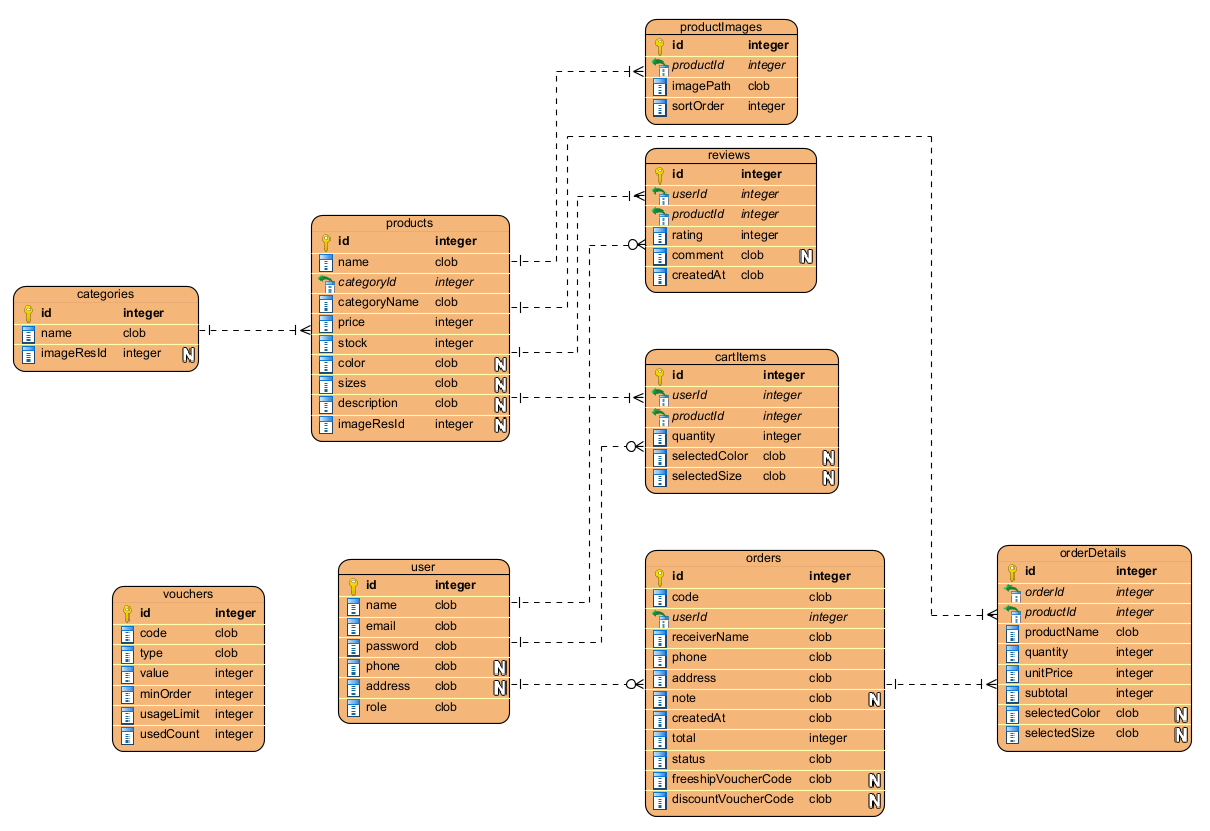 productImages
id integer
productId integer
imagePath clob
sortOrder integer
reviews
id integer
userId integer
productId integer
rating integer
comment clob N
createdAt clob
products
id integer
name clob
categoryId integer
categoryName clob
price integer
stock integer
color clob N
sizes clob N
description clob N
imageResId integer N
categories
id integer
name clob
imageResId integer N
cartItems
id integer
userId integer
productId integer
quantity integer
selectedColor clob N
selectedSize clob N
user
id integer
name clob
email clob
password clob
phone clob N
address clob N
role clob
vouchers
id integer
code clob
type clob
value integer
minOrder integer
usageLimit integer
usedCount integer
orders
id integer
code clob
userId integer
receiverName clob
phone clob
address clob
note clob N
createdAt clob
total integer
status clob
freeshipVoucherCode clob N
discountVoucherCode clob N
orderDetails
id integer
orderId integer
productId integer
productName clob
quantity integer
unitPrice integer
subtotal integer
selectedColor clob N
selectedSize clob N